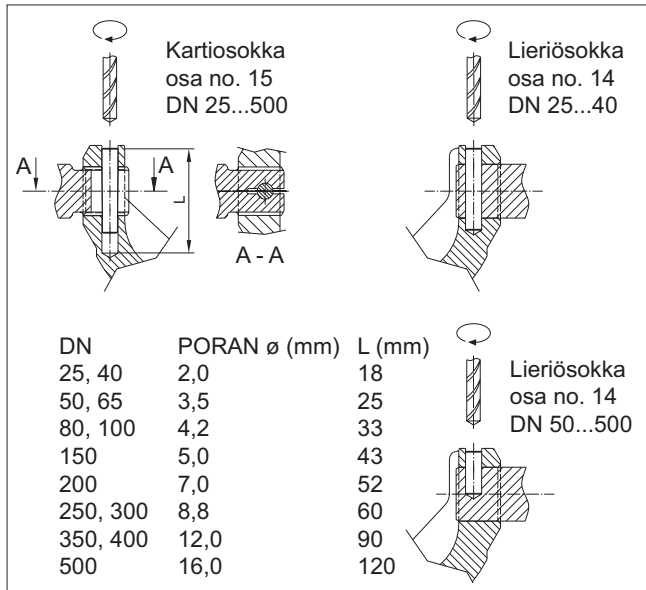 Kartiosokka
osa no. 15
DN 25...500
Lieriösokka
osa no. 14
DN 25...40
A
A
L
A - A
DN PORAN ø (mm) L (mm)
25, 40 2,0 18
50, 65 3,5 25
80, 100 4,2 33
150 5,0 43
200 7,0 52
250, 300 8,8 60
350, 400 12,0 90
500 16,0 120
Lieriösokka
osa no. 14
DN 50...500